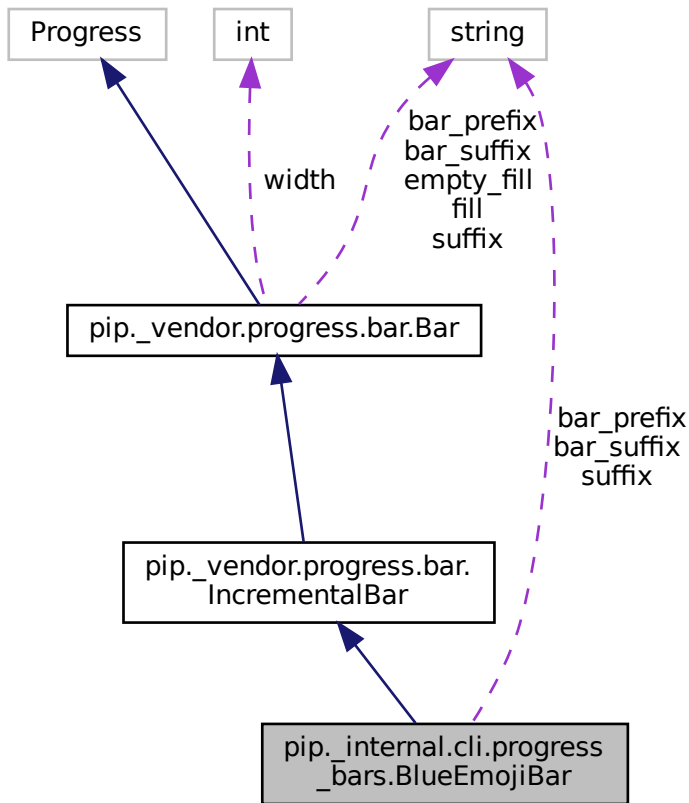 Progress
int
string
bar_prefix
bar_suffix
empty_fill
fill
suffix
width
pip._vendor.progress.bar.Bar
bar_prefix
bar_suffix
suffix
pip._vendor.progress.bar.
IncrementalBar
pip._internal.cli.progress
_bars.BlueEmojiBar